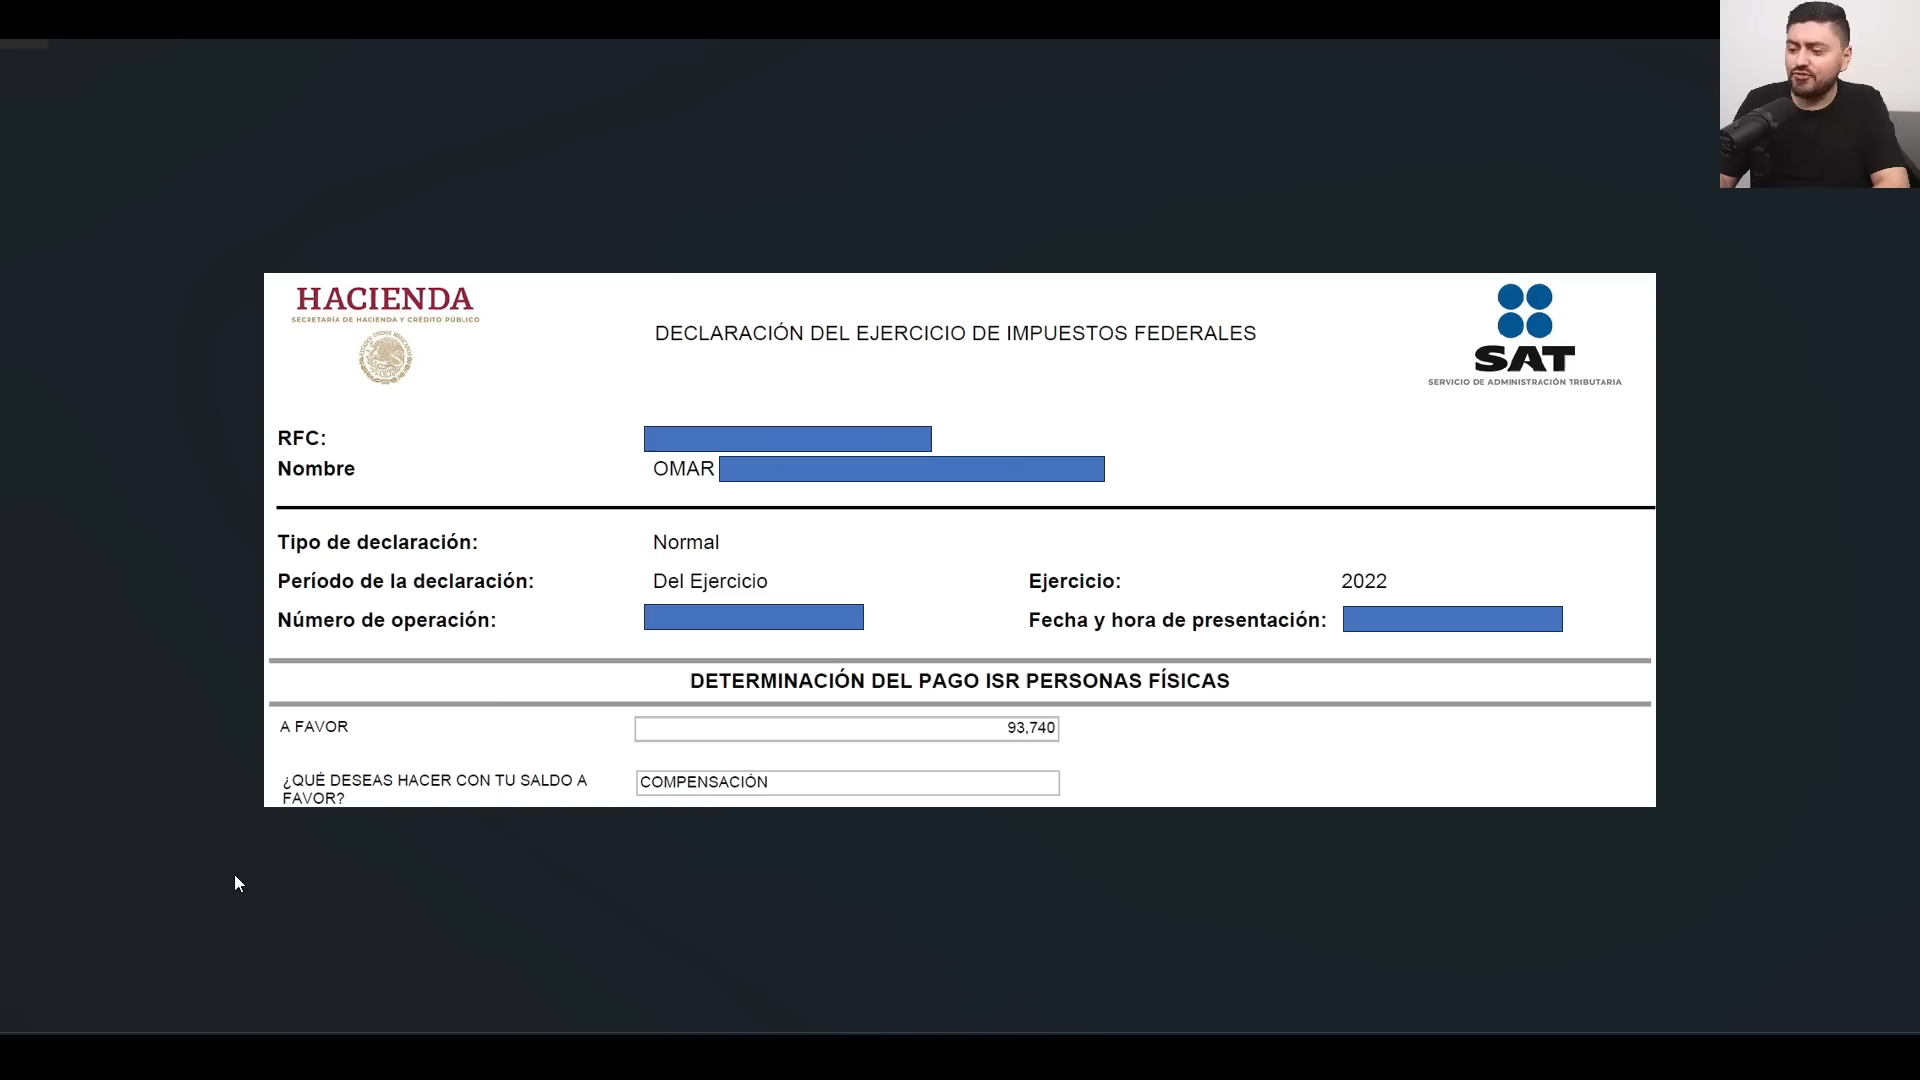 HACIENDA
SECRETARÍA DE HACIENDA Y CRÉDITO PÚBLICO
DECLARACIÓN DEL EJERCICIO DE IMPUESTOS FEDERALES
SAT
SERVICIO DE ADMINISTRACIÓN TRIBUTARIA
RFC:
Nombre OMAR
Tipo de declaración: Normal
Período de la declaración: Del Ejercicio Ejercicio: 2022
Número de operación: Fecha y hora de presentación:
DETERMINACIÓN DEL PAGO ISR PERSONAS FÍSICAS
A FAVOR 93,740
¿QUÉ DESEAS HACER CON TU SALDO A COMPENSACIÓN
FAVOR?